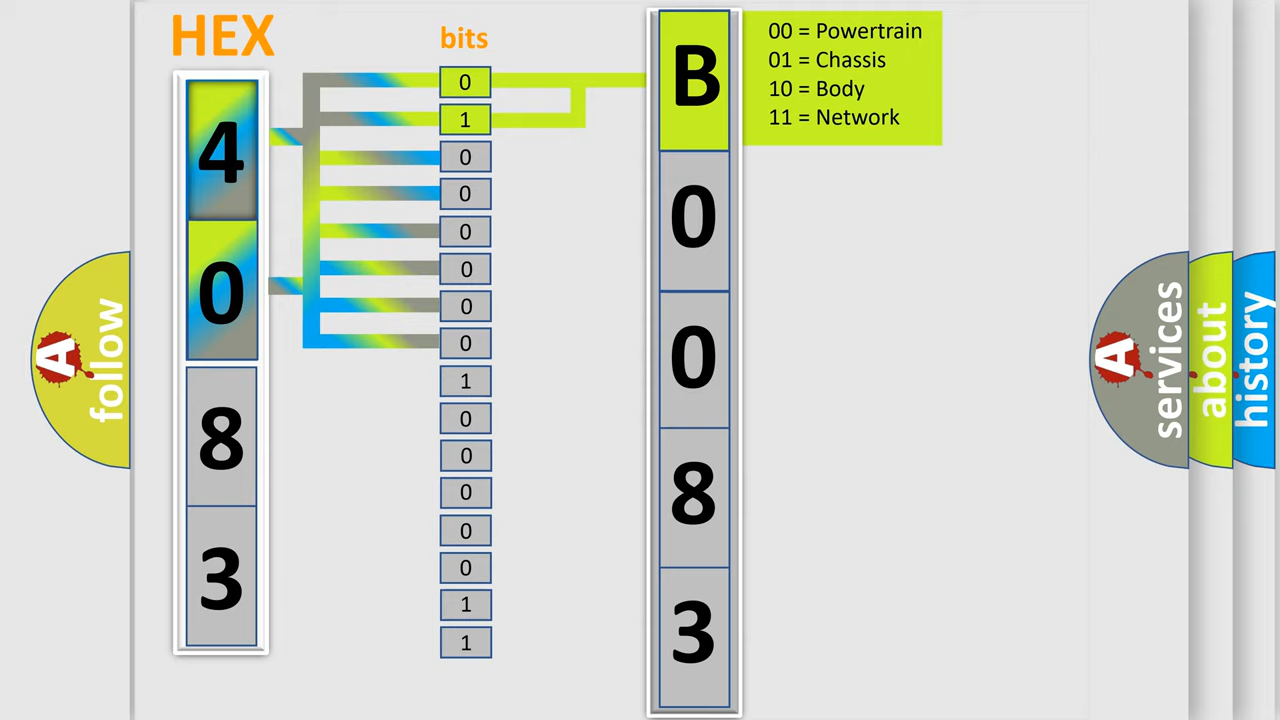 HEX
bits
4
0
8
3
0
1
0
0
0
0
0
0
1
0
0
0
0
0
1
1
B
0
0
8
3
00 = Powertrain
01 = Chassis
10 = Body
11 = Network
A
follow
A
services
about
history